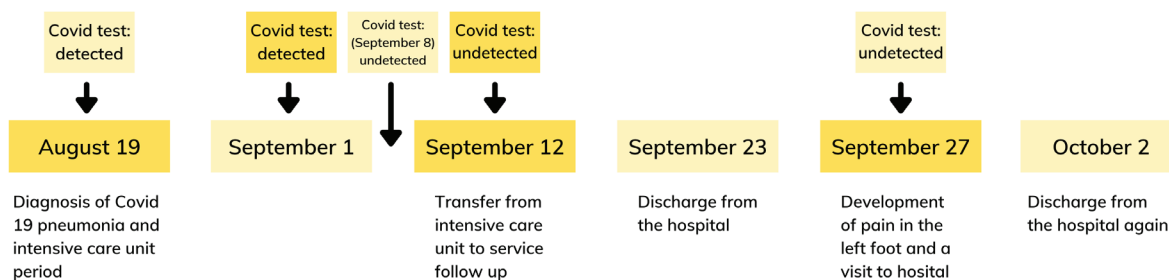 Covid test:
detected
Covid test:
detected
Covid test:
(September 8)
undetected
Covid test:
undetected
Covid test:
undetected
August 19
September 1
September 12
September 23
September 27
October 2
Diagnosis of Covid
19 pneumonia and
intensive care unit
period
Transfer from
intensive care
unit to service
follow up
Discharge from
the hospital
Development
of pain in the
left foot and a
visit to hosital
Discharge from
the hospital again